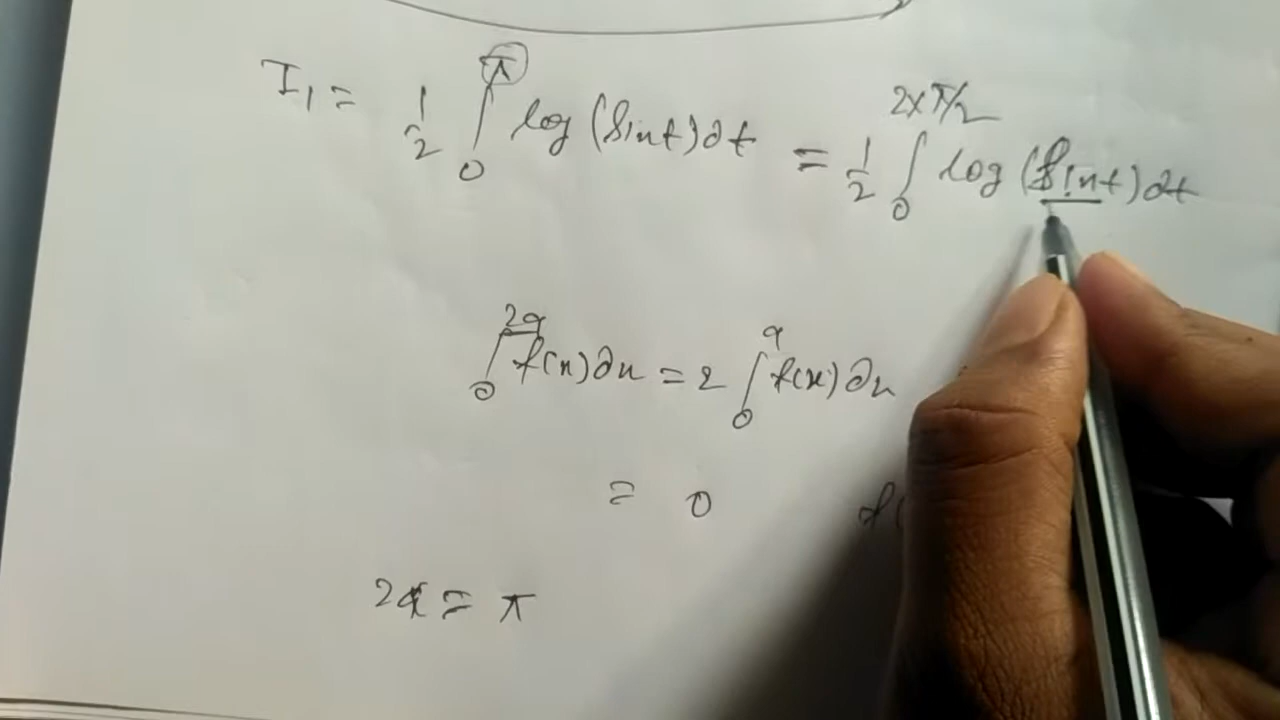 I₁ = 1/2 ∫₀^π log (Sint)dt = 1/2 ∫₀^(2×π/2) log (Sint)dt
∫₀^(2a) f(x)dx = 2 ∫₀^a f(x)dx
= 0 f(
2a = π